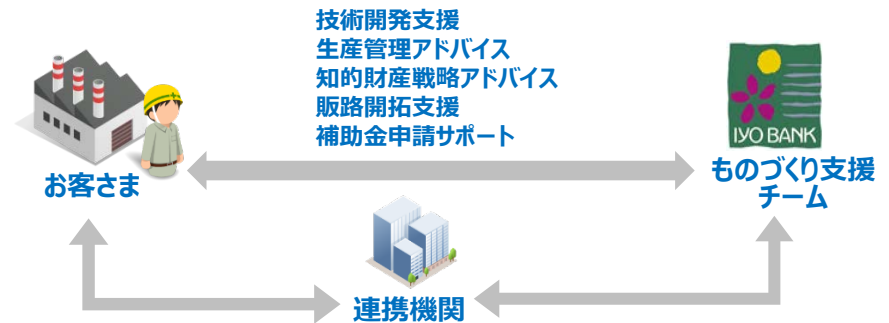 技術開発支援
生産管理アドバイス
知的財産戦略アドバイス
販路開拓支援
補助金申請サポート
IYO BANK
お客さま
ものづくり支援
チーム
連携機関